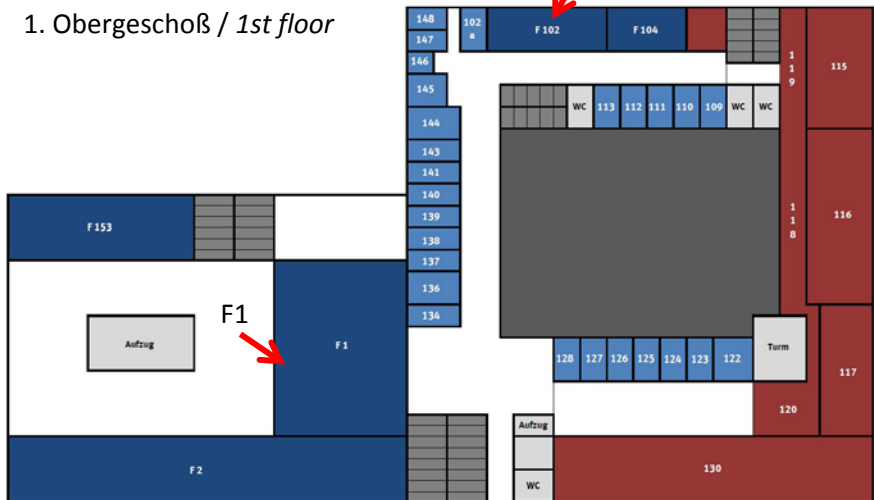 1. Obergeschoß / 1st floor
148
147
146
145
144
143
141
140
139
138
137
136
134
102
a
F 102
F 104
1
1
9
115
WC
113
112
111
110
109
WC
WC
1
1
8
116
F 153
Aufzug
F1
F 1
128
127
126
125
124
123
122
Turm
117
120
Aufzug
WC
130
F 2